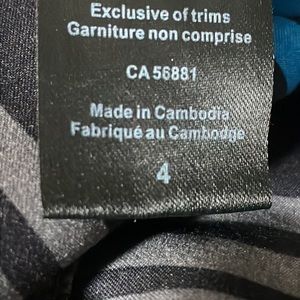 Exclusive of trims
Garniture non comprise
CA 56881
Made in Cambodia
Fabriqué au Cambodge
4